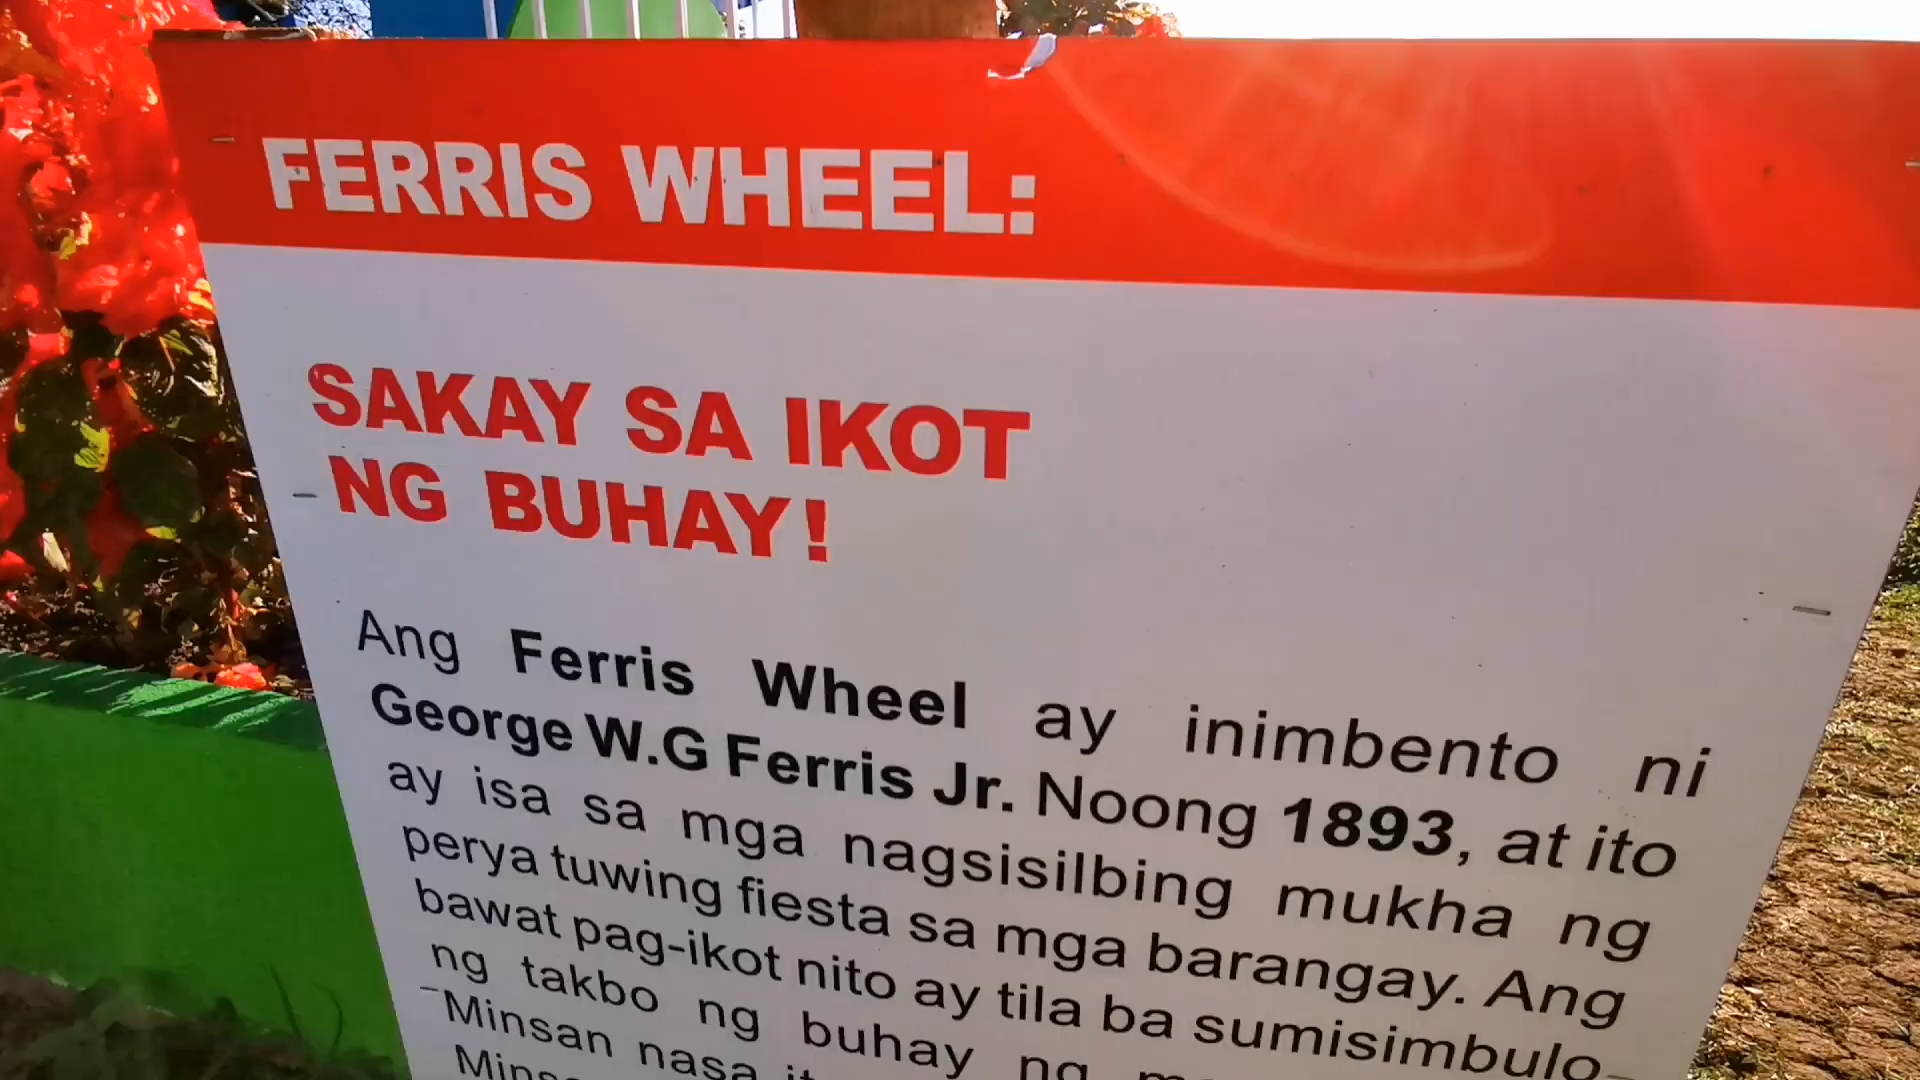 FERRIS WHEEL:
SAKAY SA IKOT
NG BUHAY!
Ang Ferris Wheel ay inimbento ni
George W.G Ferris Jr. Noong 1893, at ito
ay isa sa mga nagsisilbing mukha ng
perya tuwing fiesta sa mga barangay. Ang
bawat pag-ikot nito ay tila ba sumisimbulo
ng takbo ng buhay ng
Minsan nasa